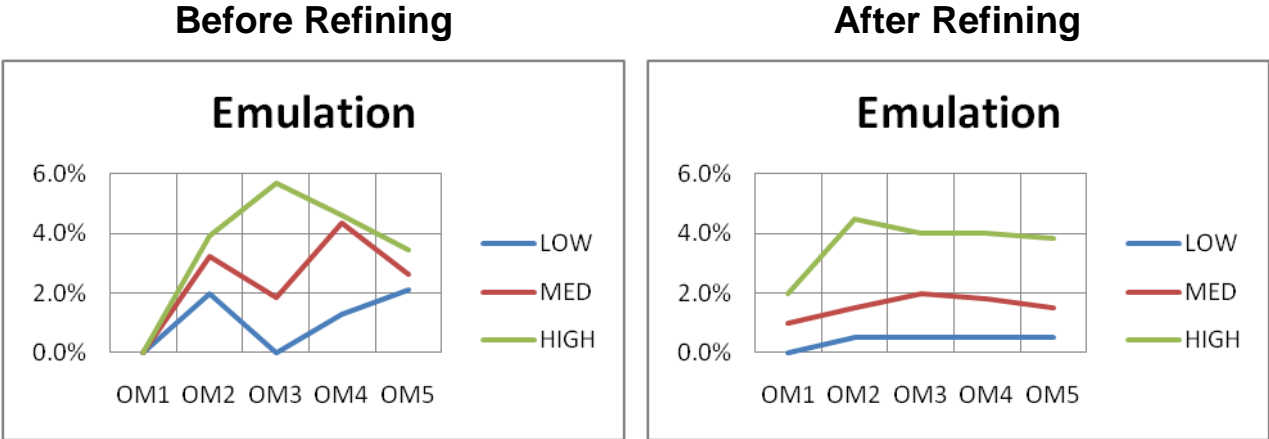 Before Refining
Emulation
6.0%
4.0%
2.0%
0.0%
OM1 OM2 OM3 OM4 OM5
LOW
MED
HIGH
After Refining
Emulation
6.0%
4.0%
2.0%
0.0%
OM1 OM2 OM3 OM4 OM5
LOW
MED
HIGH